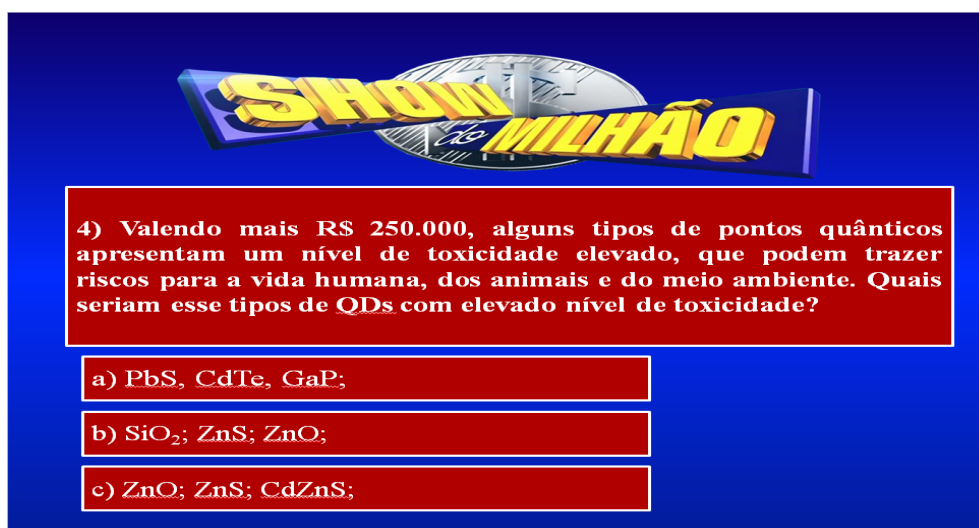 SHOW
do MILHÃO
4) Valendo mais R$ 250.000, alguns tipos de pontos quânticos
apresentam um nível de toxicidade elevado, que podem trazer
riscos para a vida humana, dos animais e do meio ambiente. Quais
seriam esse tipos de QDs com elevado nível de toxicidade?
a) PbS, CdTe, GaP;
b) SiO₂; ZnS; ZnO;
c) ZnO; ZnS; CdZnS;